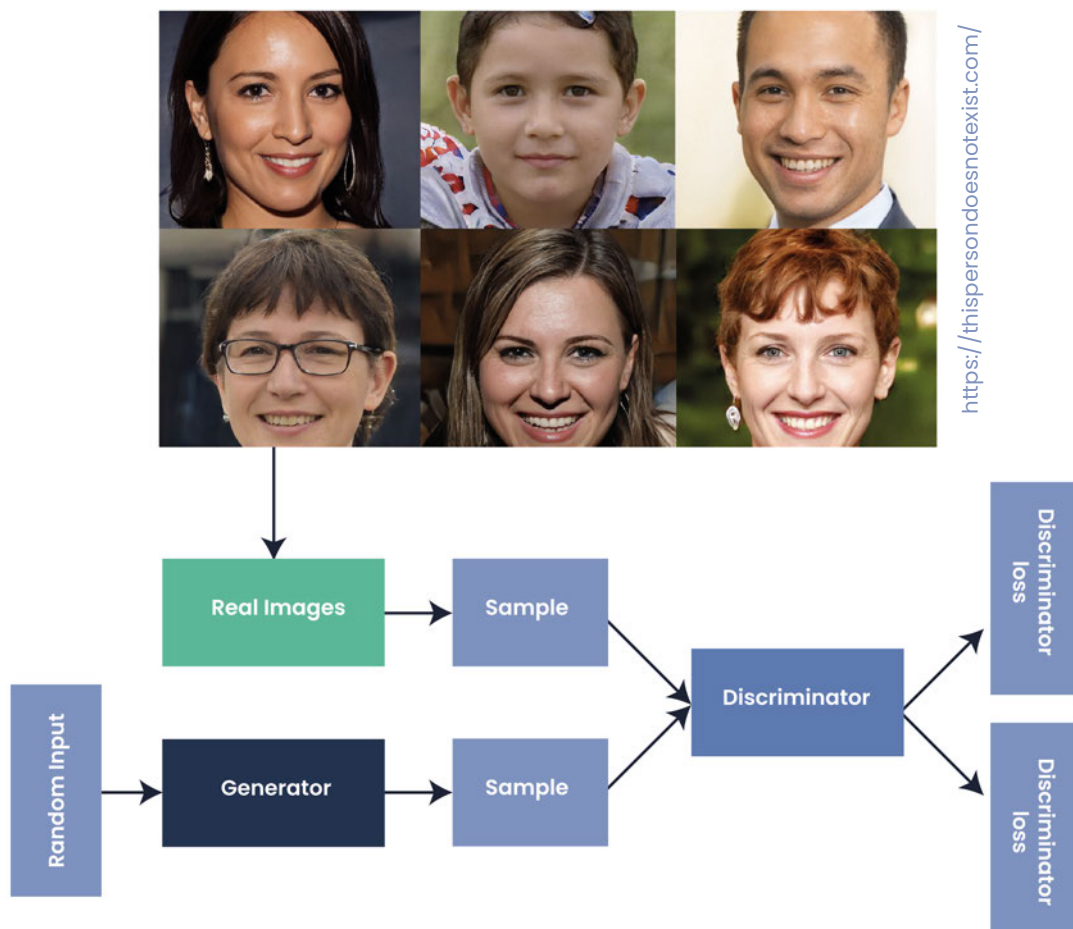 https://thispersondoesnotexist.com/
Real Images
Sample
Discriminator
loss
Discriminator
Random Input
Generator
Sample
Discriminator
loss